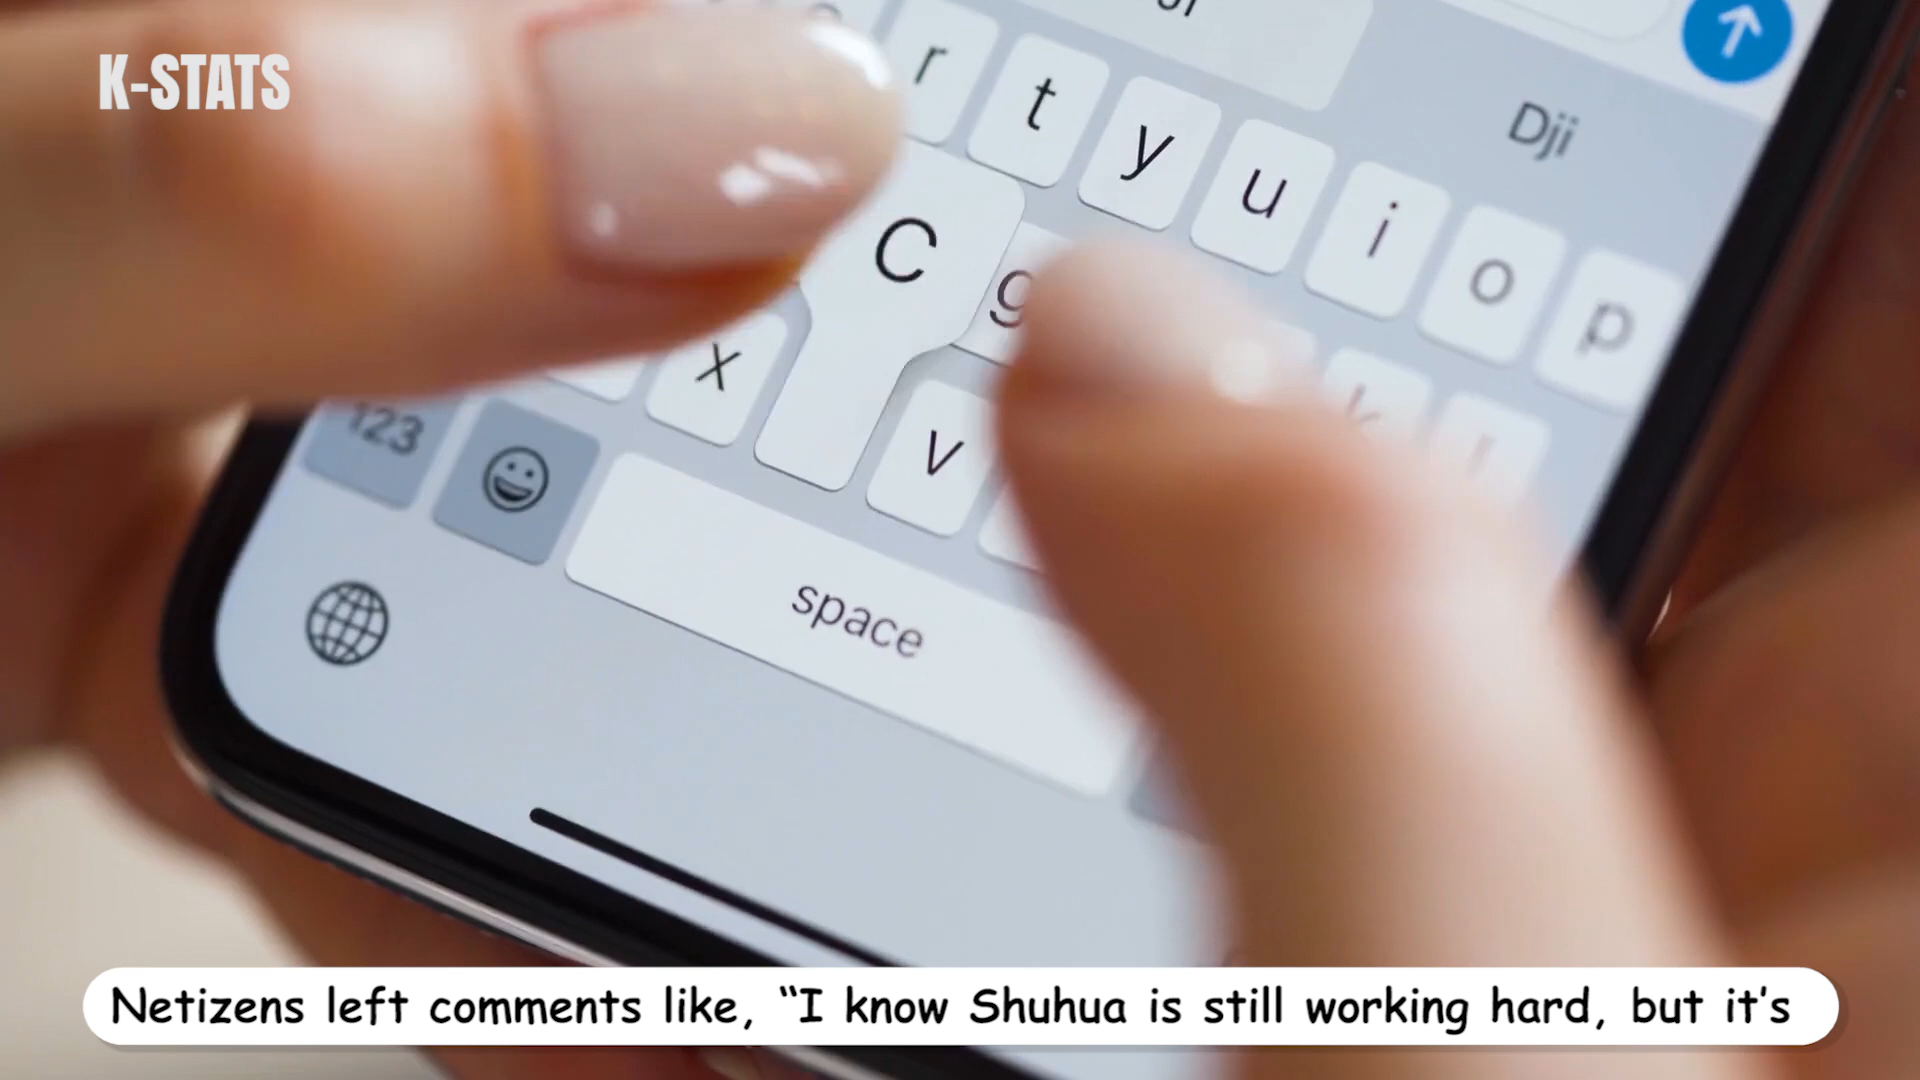 K-STATS
Dji
r t y u i o p
C g k l
x v
123
space
Netizens left comments like, “I know Shuhua is still working hard, but it's